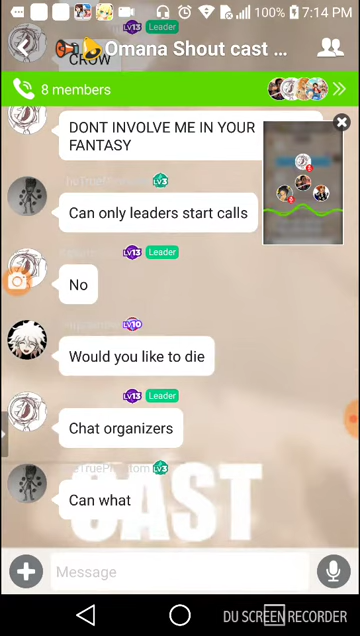 100% 7:14 PM
LV13 Leader
Omana Shout cast ...
CROW
8 members
DONT INVOLVE ME IN YOUR
FANTASY
LV3
Can only leaders start calls
LV13 Leader
No
LV10
Would you like to die
LV13 Leader
Chat organizers
TruePhantom LV3
Can what
CAST
Message
DU SCREEN RECORDER